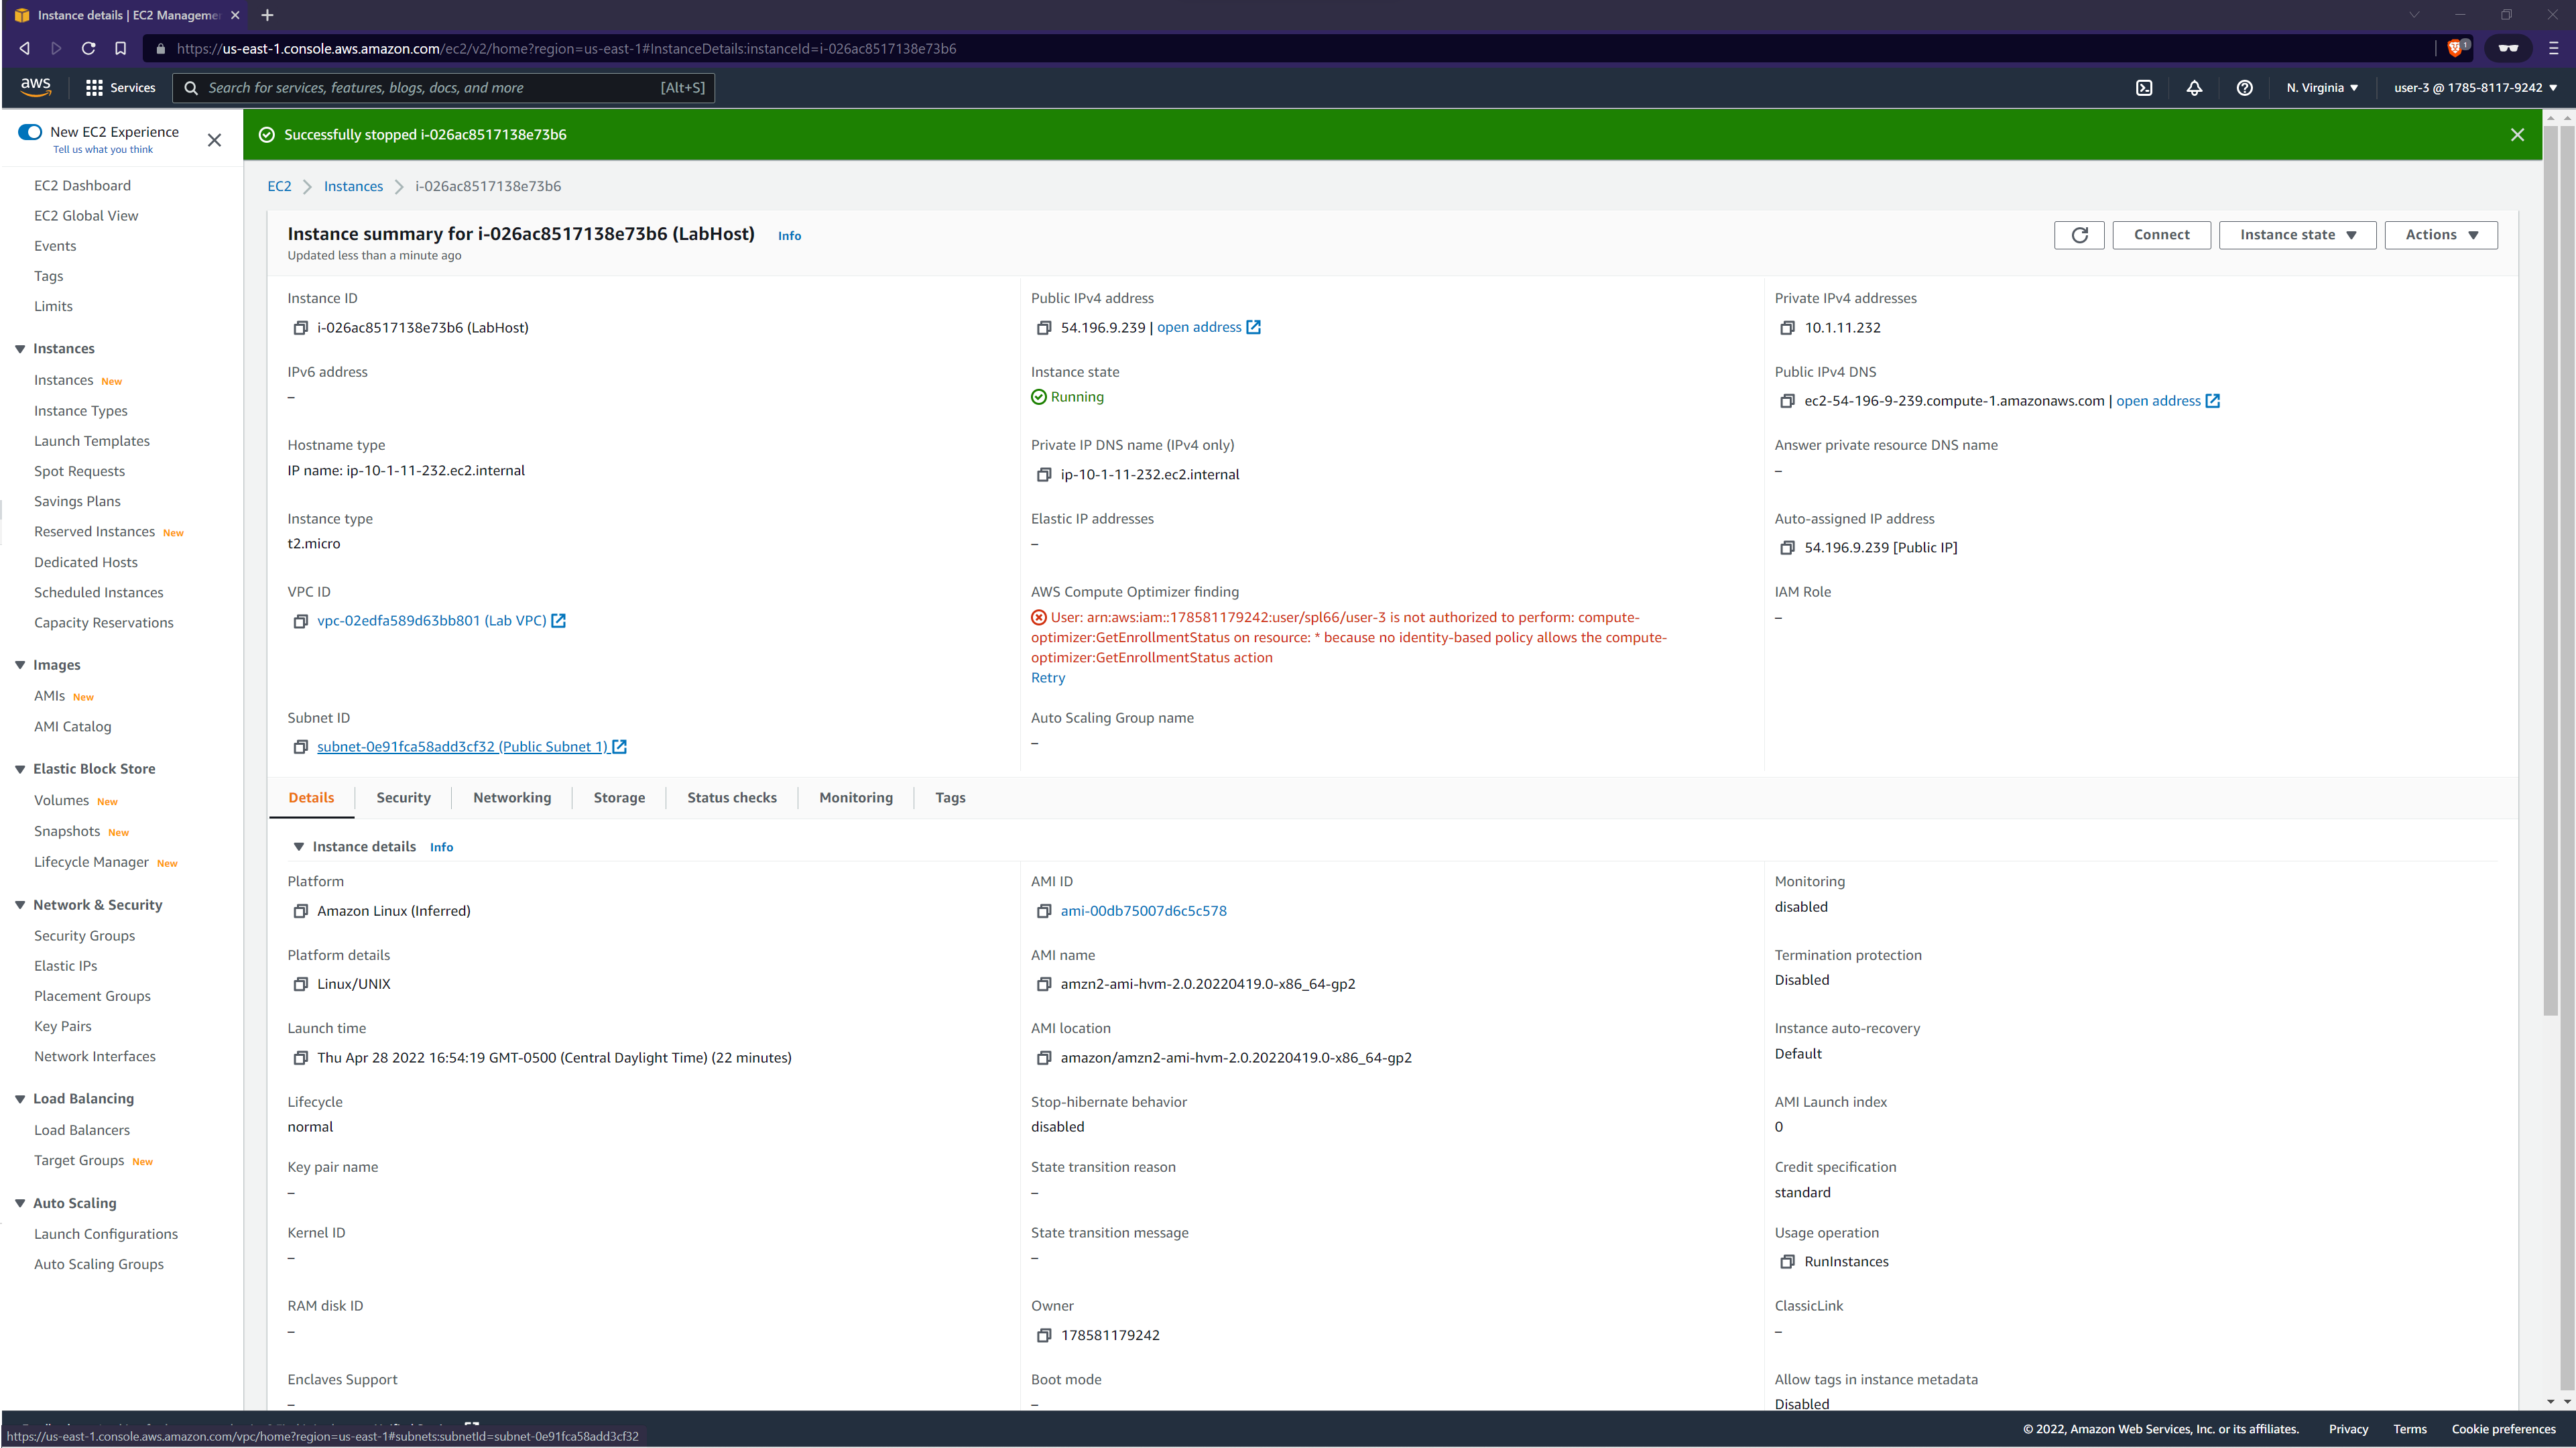 Instance details | EC2 Manageme
https://us-east-1.console.aws.amazon.com/ec2/v2/home?region=us-east-1#InstanceDetails:instanceId=i-026ac8517138e73b6
1
aws
Services
Search for services, features, blogs, docs, and more
[Alt+S]
N. Virginia
user-3 @ 1785-8117-9242
New EC2 Experience
Tell us what you think
EC2 Dashboard
EC2 Global View
Events
Tags
Limits
Instances
Instances New
Instance Types
Launch Templates
Spot Requests
Savings Plans
Reserved Instances New
Dedicated Hosts
Scheduled Instances
Capacity Reservations
Images
AMIs New
AMI Catalog
Elastic Block Store
Volumes New
Snapshots New
Lifecycle Manager New
Network & Security
Security Groups
Elastic IPs
Placement Groups
Key Pairs
Network Interfaces
Load Balancing
Load Balancers
Target Groups New
Auto Scaling
Launch Configurations
Auto Scaling Groups
Successfully stopped i-026ac8517138e73b6
EC2 > Instances > i-026ac8517138e73b6
Instance summary for i-026ac8517138e73b6 (LabHost) Info
Updated less than a minute ago
Connect
Instance state
Actions
Instance ID
i-026ac8517138e73b6 (LabHost)
Public IPv4 address
54.196.9.239 | open address
Private IPv4 addresses
10.1.11.232
IPv6 address
–
Instance state
Running
Public IPv4 DNS
ec2-54-196-9-239.compute-1.amazonaws.com | open address
Hostname type
IP name: ip-10-1-11-232.ec2.internal
Private IP DNS name (IPv4 only)
ip-10-1-11-232.ec2.internal
Answer private resource DNS name
–
Instance type
t2.micro
Elastic IP addresses
–
Auto-assigned IP address
54.196.9.239 [Public IP]
VPC ID
vpc-02edfa589d63bb801 (Lab VPC)
AWS Compute Optimizer finding
User: arn:aws:iam::178581179242:user/spl66/user-3 is not authorized to perform: compute-
optimizer:GetEnrollmentStatus on resource: * because no identity-based policy allows the compute-
optimizer:GetEnrollmentStatus action
Retry
IAM Role
–
Subnet ID
subnet-0e91fca58add3cf32 (Public Subnet 1)
Auto Scaling Group name
–
Details
Security
Networking
Storage
Status checks
Monitoring
Tags
Instance details Info
Platform
Amazon Linux (Inferred)
AMI ID
ami-00db75007d6c5c578
Monitoring
disabled
Platform details
Linux/UNIX
AMI name
amzn2-ami-hvm-2.0.20220419.0-x86_64-gp2
Termination protection
Disabled
Launch time
Thu Apr 28 2022 16:54:19 GMT-0500 (Central Daylight Time) (22 minutes)
AMI location
amazon/amzn2-ami-hvm-2.0.20220419.0-x86_64-gp2
Instance auto-recovery
Default
Lifecycle
normal
Stop-hibernate behavior
disabled
AMI Launch index
0
Key pair name
–
State transition reason
–
Credit specification
standard
Kernel ID
–
State transition message
–
Usage operation
RunInstances
RAM disk ID
–
Owner
178581179242
ClassicLink
–
Enclaves Support
–
Boot mode
–
Allow tags in instance metadata
Disabled
https://us-east-1.console.aws.amazon.com/vpc/home?region=us-east-1#subnets:subnetId=subnet-0e91fca58add3cf32
© 2022, Amazon Web Services, Inc. or its affiliates.
Privacy
Terms
Cookie preferences